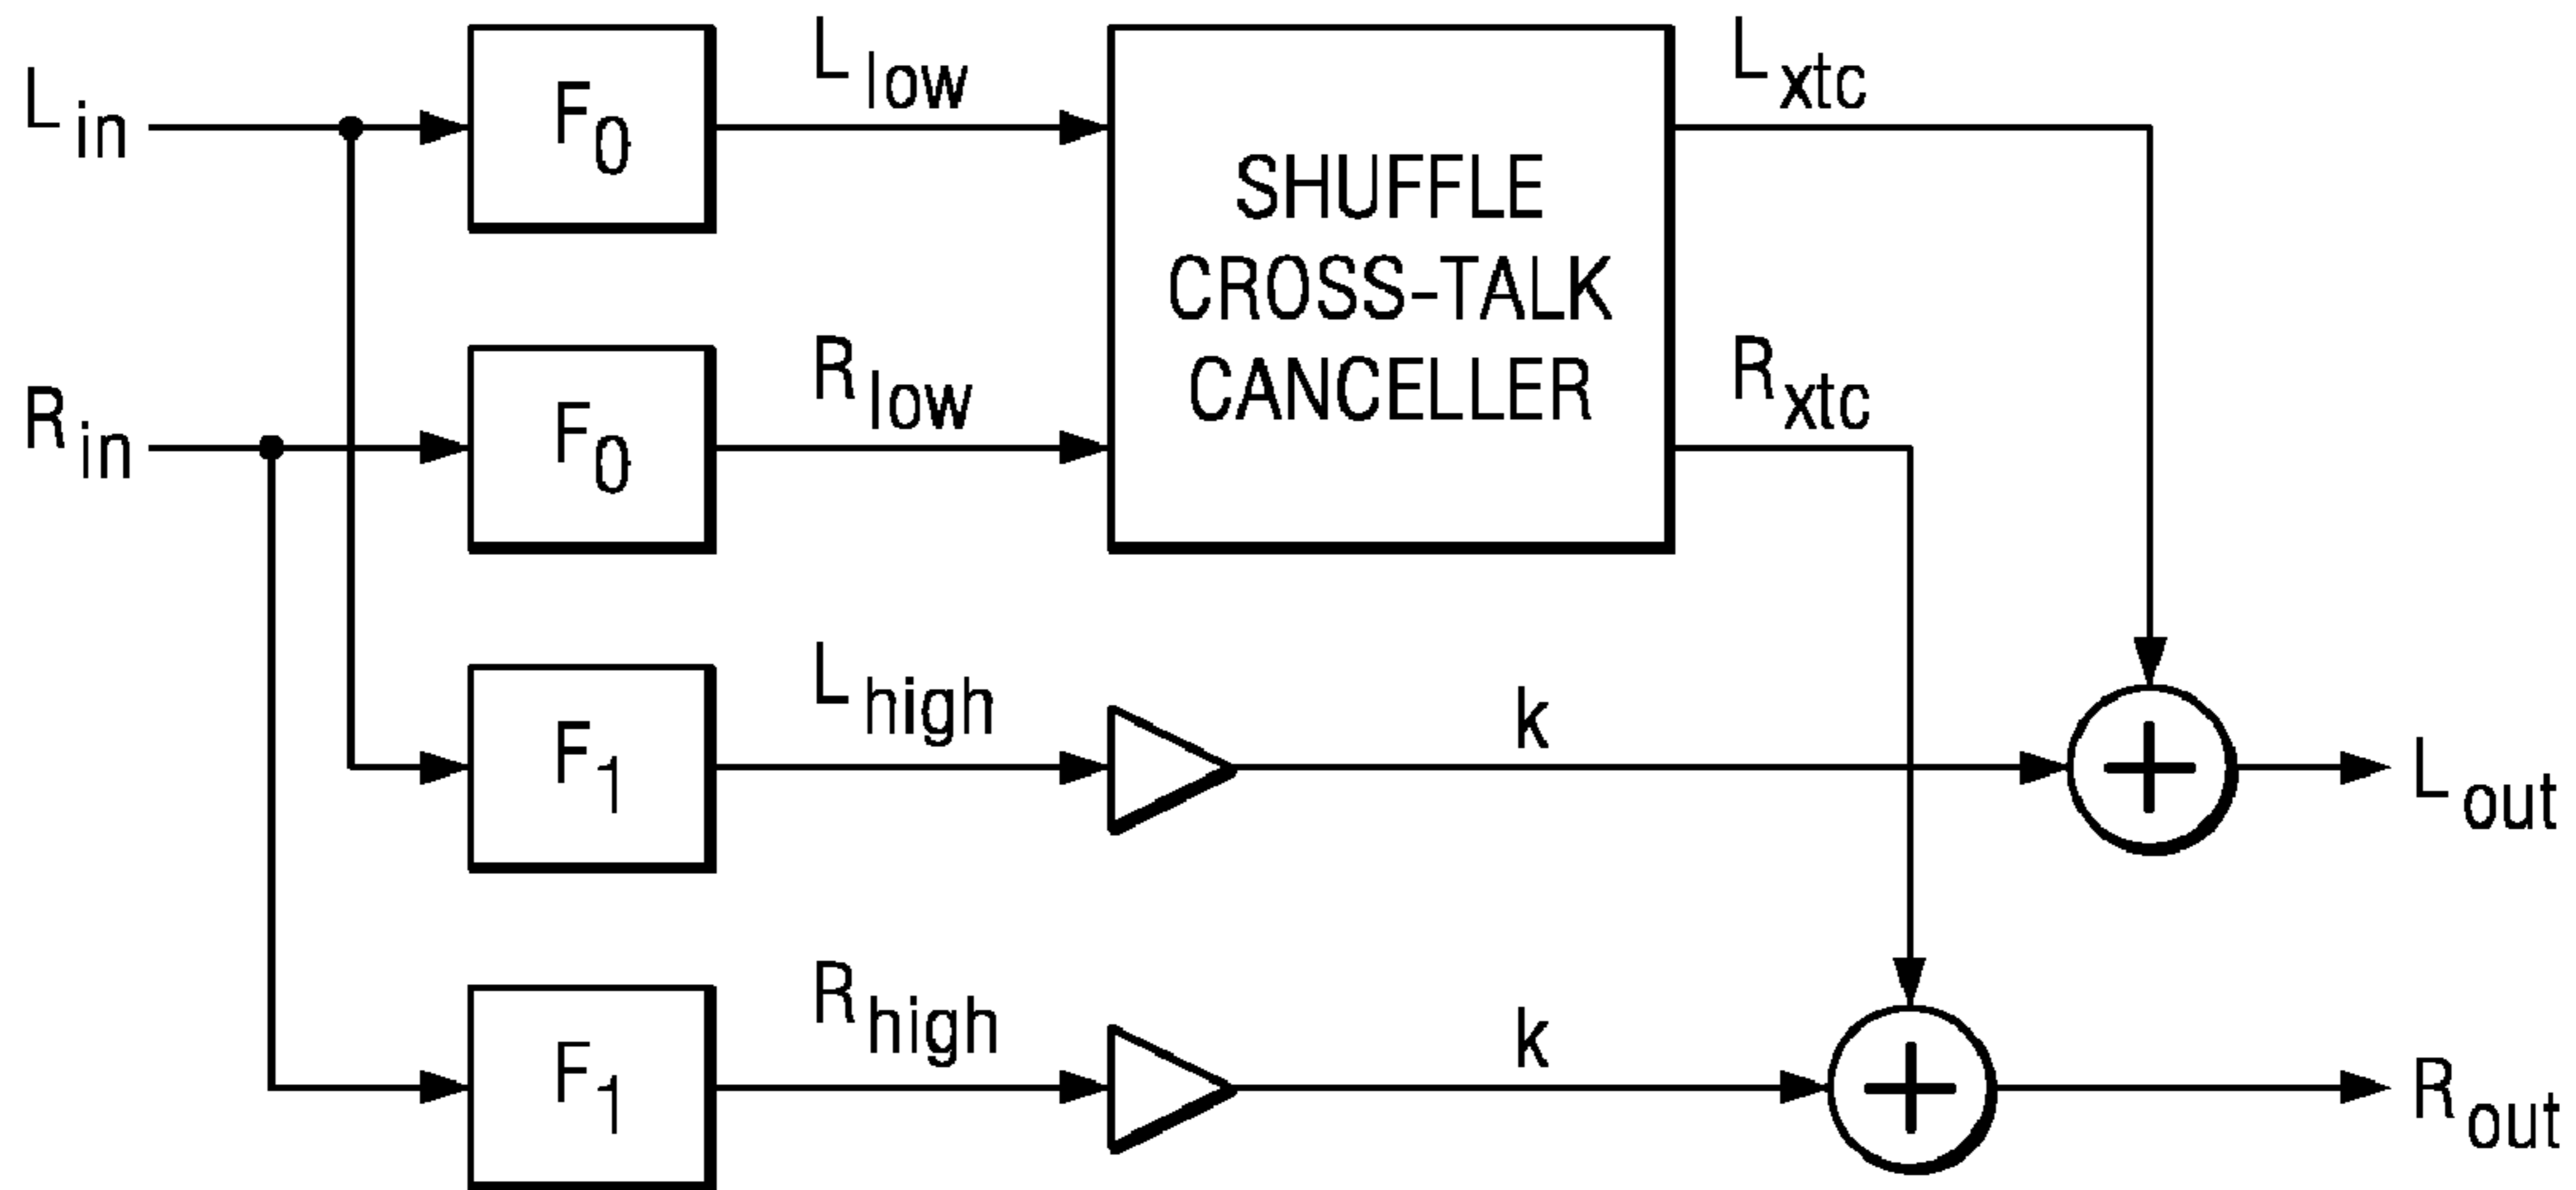 L_in
F_0
L_low
SHUFFLE
CROSS-TALK
CANCELLER
L_xtc
R_in
F_0
R_low
R_xtc
F_1
L_high
k
+
L_out
F_1
R_high
k
+
R_out